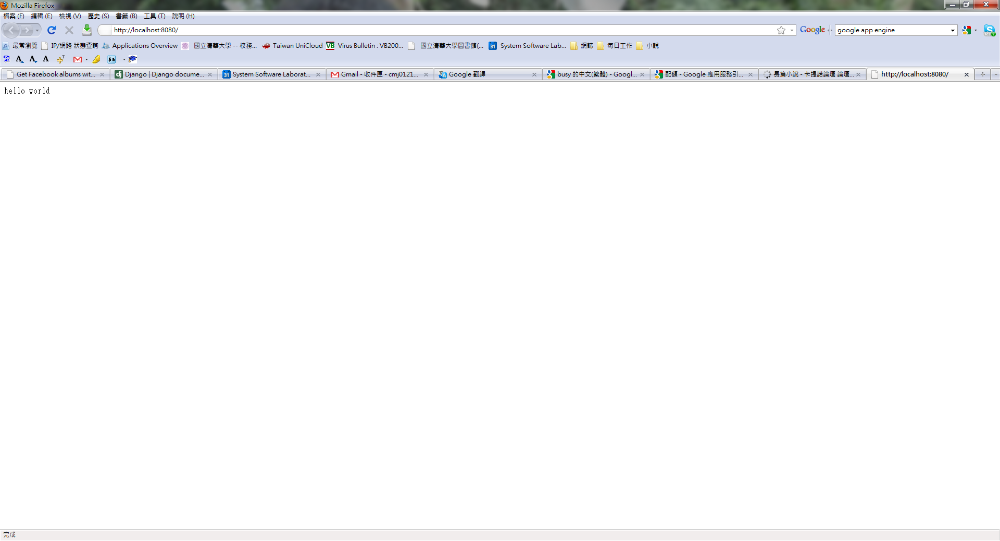 Mozilla Firefox
檔案 (F) 編輯 (E) 檢視 (V) 歷史 (S) 書籤 (B) 工具 (T) 說明 (H)
http://localhost:8080/ Google google app engine
最常瀏覽 IP/網路 狀態查詢 Applications Overview 國立清華大學 -- 校務... Taiwan UniCloud VB Virus Bulletin : VB200... 國立清華大學圖書館(... 31 System Software Lab... 網誌 每日工作 小說
繁 A A A T âa
Get Facebook albums wit... dj Django | Django docume... 31 System Software Laborat... Gmail - 收件匣 - cmj0121... Google 翻譯 busy 的中文(繁體) - Googl... 配額 - Google 應用服務引... 長篇小說 - 卡提諾論壇 論壇... http://localhost:8080/
hello world
完成